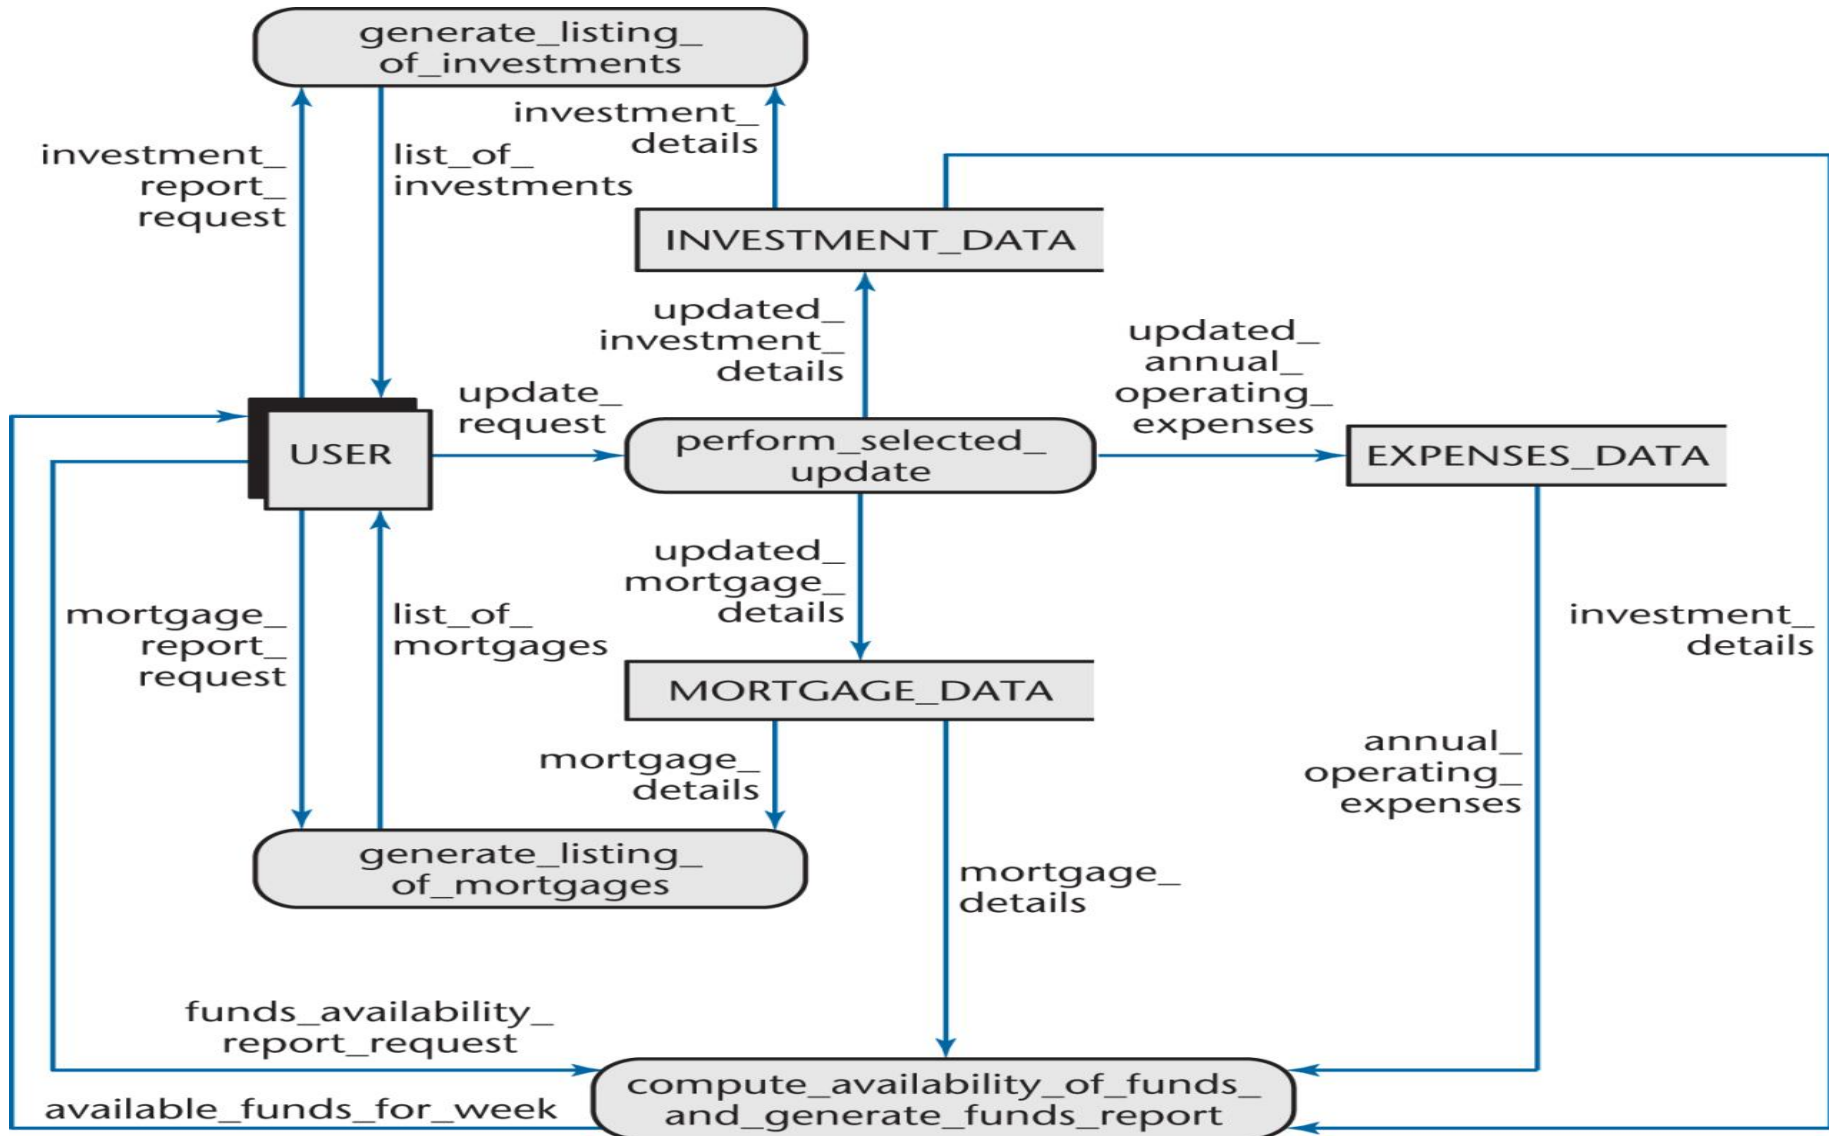 generate_listing_
of_investments
investment_
details
investment_
report_
request
list_of_
investments
INVESTMENT_DATA
updated_
investment_
details
updated_
annual_
operating_
expenses
update_
request
USER
perform_selected_
update
EXPENSES_DATA
updated_
mortgage_
details
mortgage_
report_
request
list_of_
mortgages
investment_
details
MORTGAGE_DATA
mortgage_
details
annual_
operating_
expenses
generate_listing_
of_mortgages
mortgage_
details
funds_availability_
report_request
compute_availability_of_funds_
and_generate_funds_report
available_funds_for_week